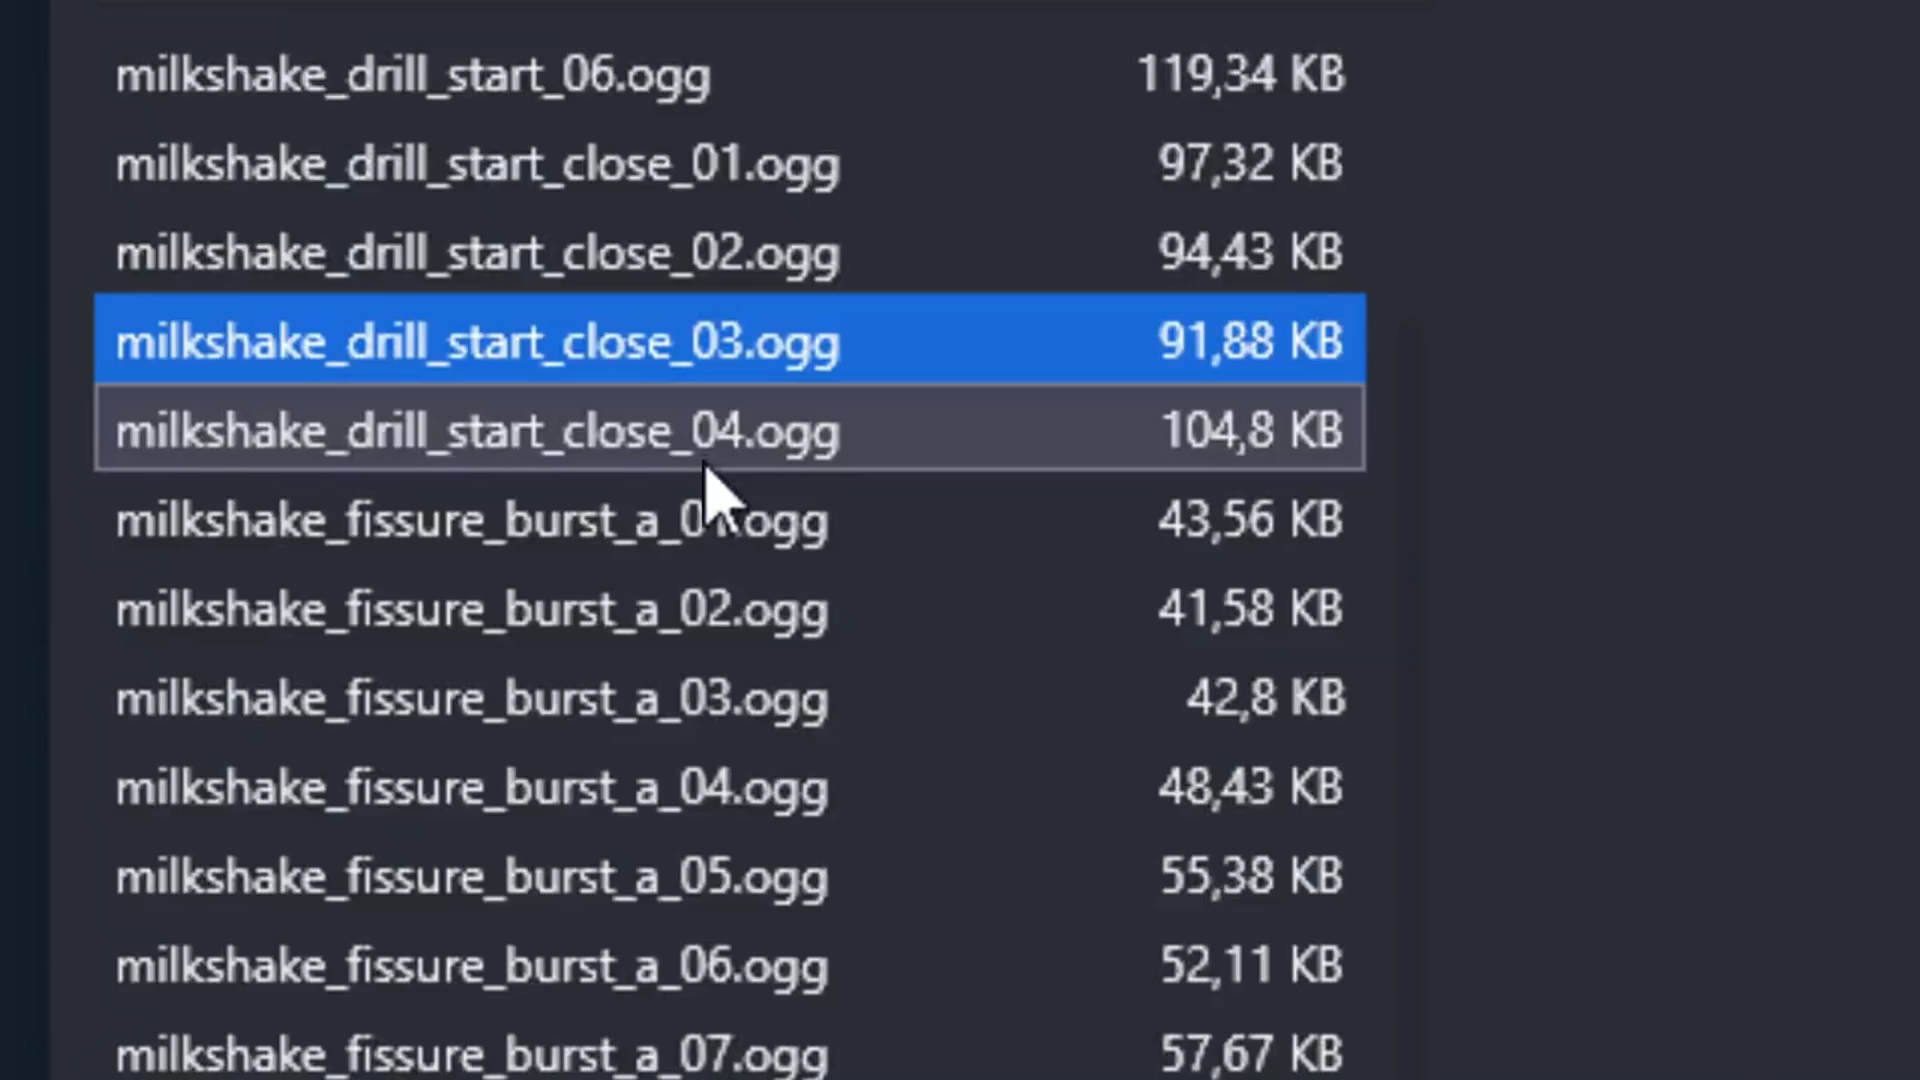 milkshake_drill_start_06.ogg 119,34 KB
milkshake_drill_start_close_01.ogg 97,32 KB
milkshake_drill_start_close_02.ogg 94,43 KB
milkshake_drill_start_close_03.ogg 91,88 KB
milkshake_drill_start_close_04.ogg 104,8 KB
milkshake_fissure_burst_a_01.ogg 43,56 KB
milkshake_fissure_burst_a_02.ogg 41,58 KB
milkshake_fissure_burst_a_03.ogg 42,8 KB
milkshake_fissure_burst_a_04.ogg 48,43 KB
milkshake_fissure_burst_a_05.ogg 55,38 KB
milkshake_fissure_burst_a_06.ogg 52,11 KB
milkshake_fissure_burst_a_07.ogg 57,67 KB